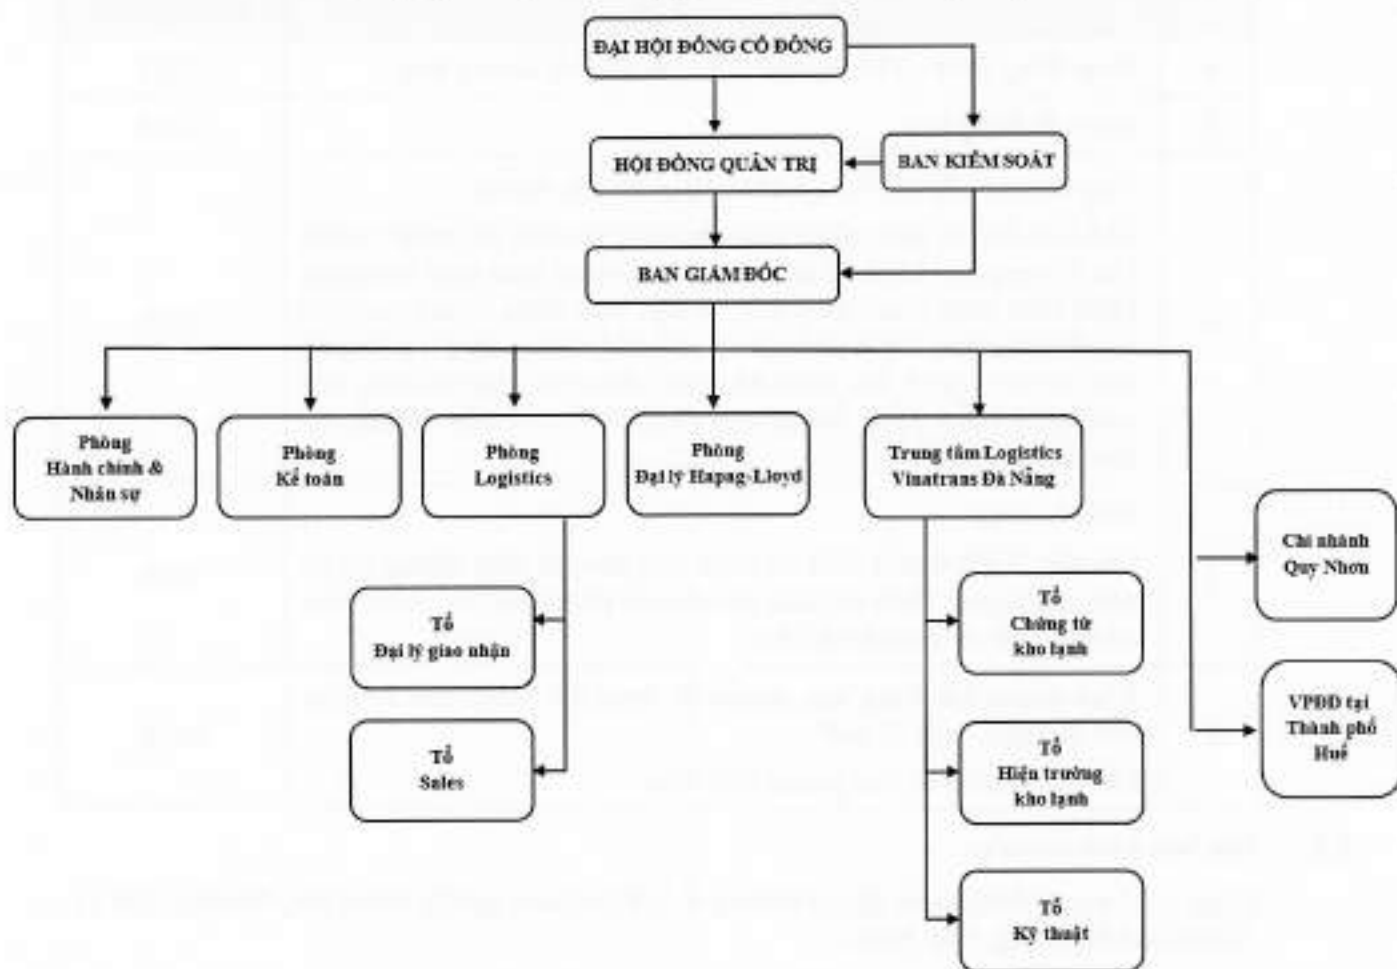 ĐẠI HỘI ĐỒNG CỔ ĐÔNG
HỘI ĐỒNG QUẢN TRỊ
BAN KIỂM SOÁT
BAN GIÁM ĐỐC
Phòng
Hành chính &
Nhân sự
Phòng
Kế toán
Phòng
Logistics
Phòng
Đại lý Hapag-Lloyd
Trung tâm Logistics
Vinatrans Đà Nẵng
Chi nhánh
Quy Nhơn
Tổ
Đại lý giao nhận
Tổ
Chứng từ
kho lạnh
VPĐD tại
Thành phố
Huế
Tổ
Sales
Tổ
Hiện trường
kho lạnh
Tổ
Kỹ thuật